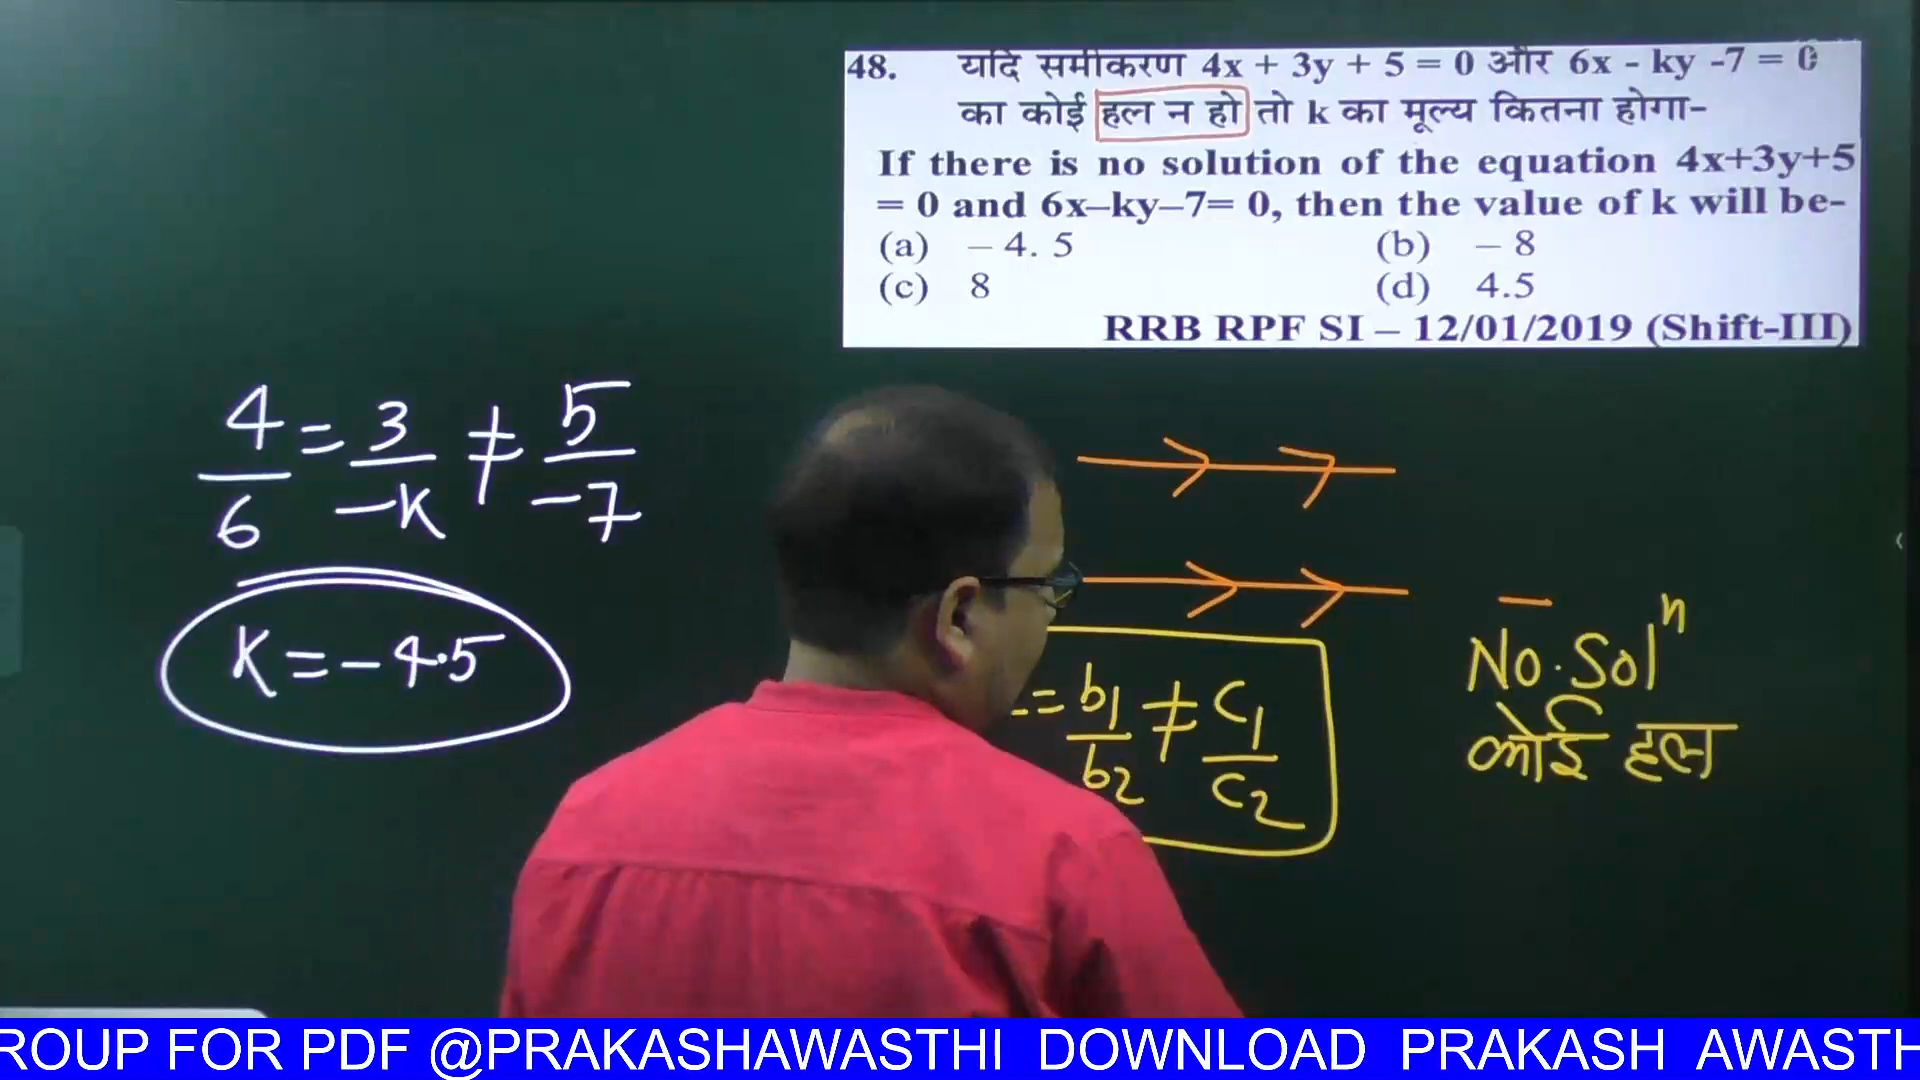 48. यदि समीकरण 4x + 3y + 5 = 0 और 6x - ky -7 = 0
का कोई हल न हो तो k का मूल्य कितना होगा-
If there is no solution of the equation 4x+3y+5
= 0 and 6x–ky–7= 0, then the value of k will be-
(a) – 4. 5 (b) – 8
(c) 8 (d) 4.5
RRB RPF SI – 12/01/2019 (Shift-III)
4/6 = 3/-K ≠ 5/-7
K = -4.5
= b1/b2 ≠ c1/c2
No. Solⁿ
कोई हल
ROUP FOR PDF @PRAKASHAWASTHI DOWNLOAD PRAKASH AWASTH